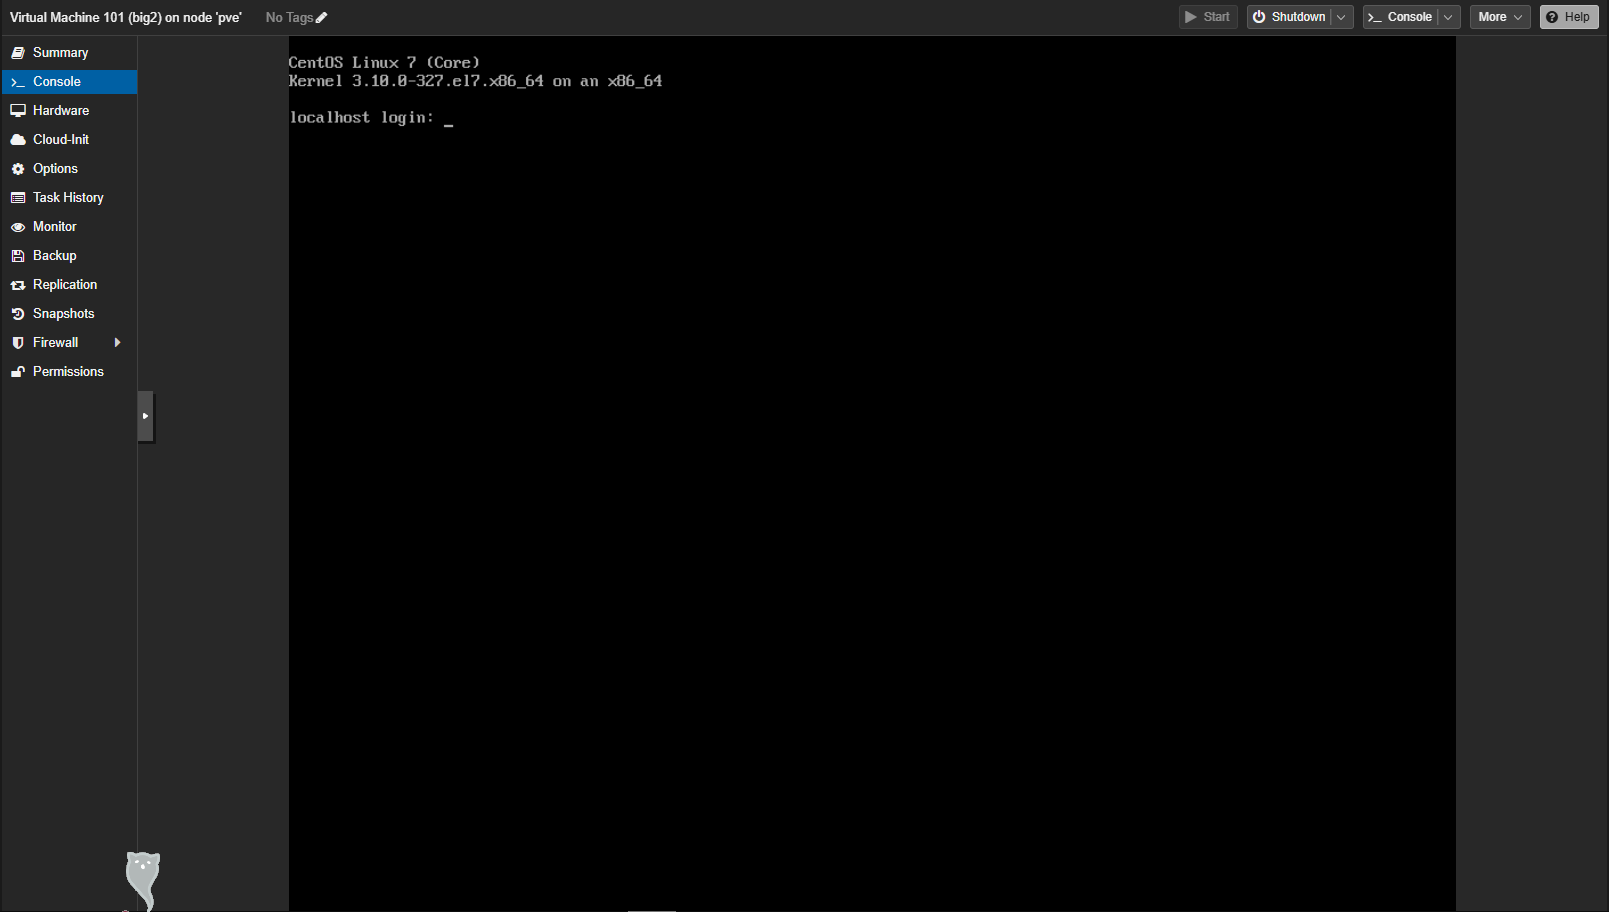 Virtual Machine 101 (big2) on node 'pve' No Tags Start Shutdown Console More Help
Summary
Console
Hardware
Cloud-Init
Options
Task History
Monitor
Backup
Replication
Snapshots
Firewall
Permissions
CentOS Linux 7 (Core)
Kernel 3.10.0-327.el7.x86_64 on an x86_64
localhost login: _